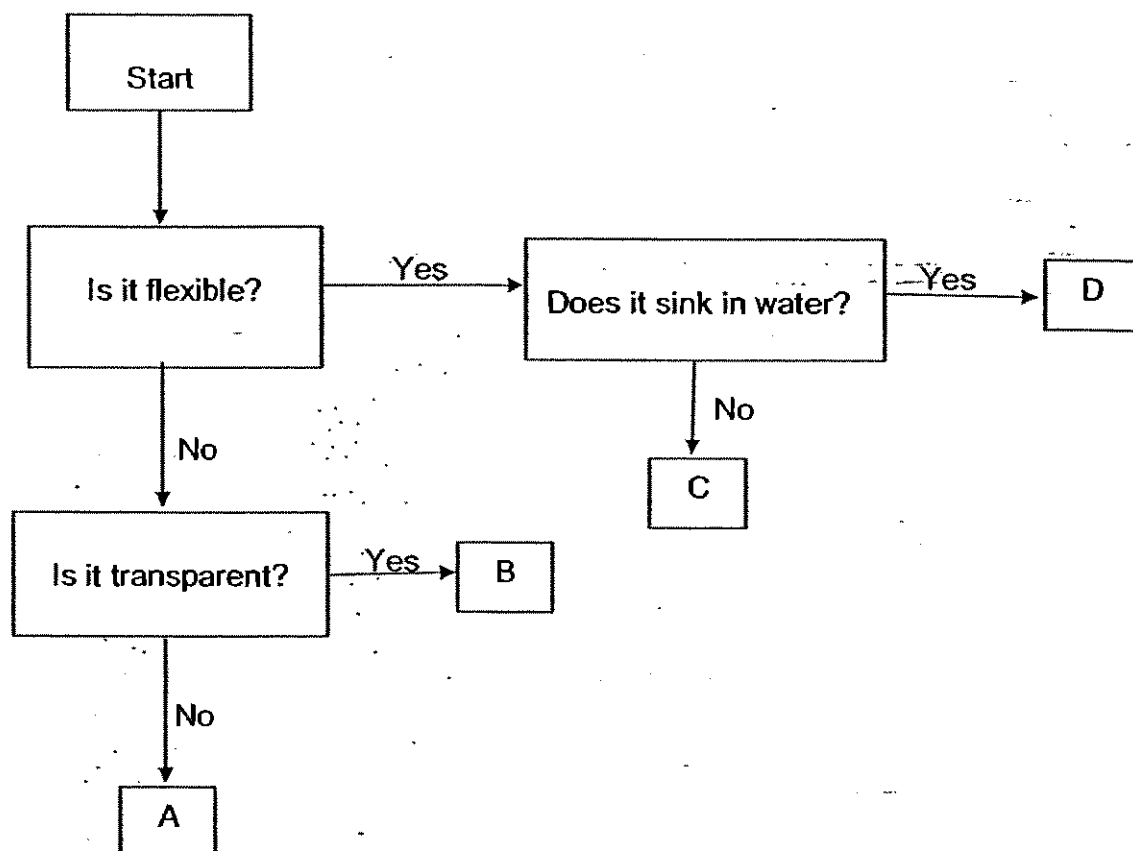 Start
Is it flexible?
Yes
Does it sink in water?
Yes
D
No
No
C
Is it transparent?
Yes
B
No
A